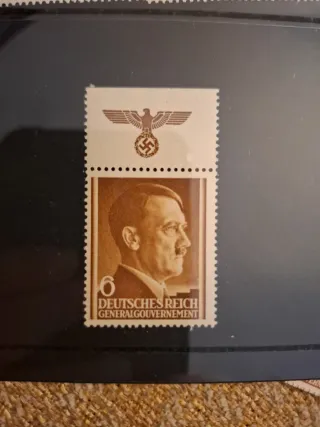 6
DEUTSCHES REICH
GENERALGOUVERNEMENT